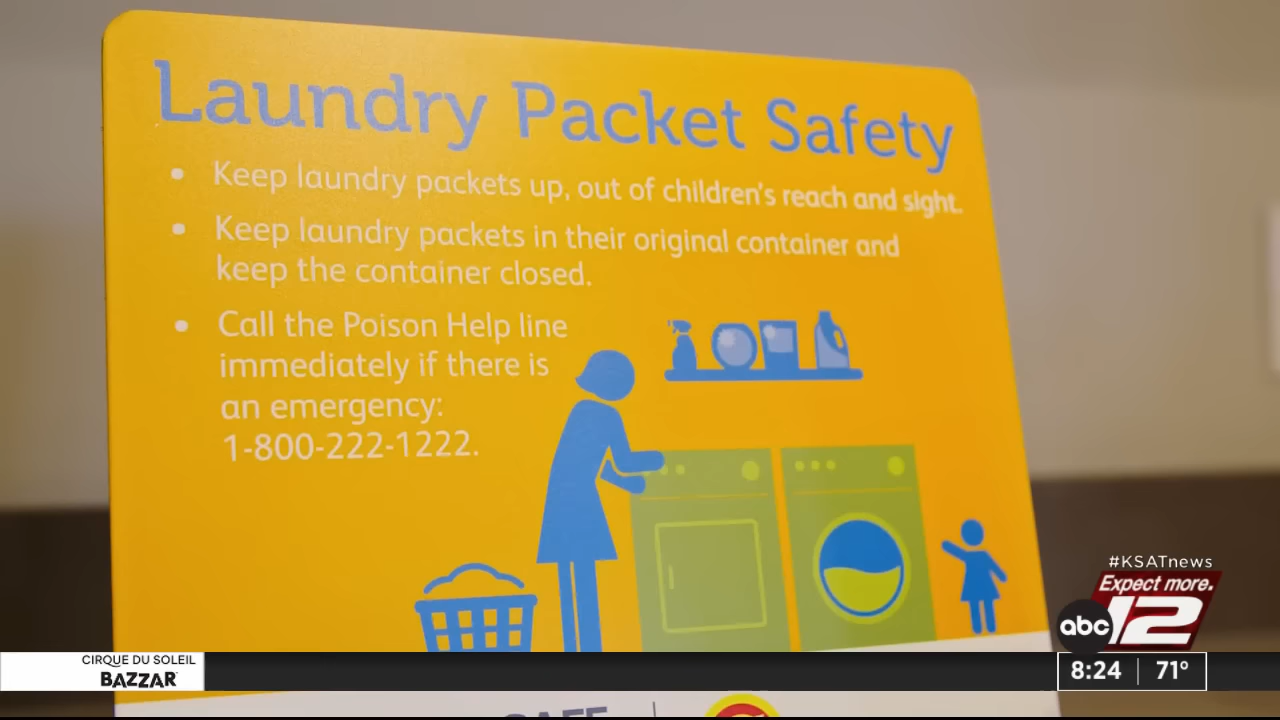 Laundry Packet Safety
• Keep laundry packets up, out of children's reach and sight.
• Keep laundry packets in their original container and
keep the container closed.
• Call the Poison Help line
immediately if there is
an emergency:
1-800-222-1222.
#KSATnews
Expect more.
abc 12
CIRQUE DU SOLEIL
BAZZAR
8:24 71°